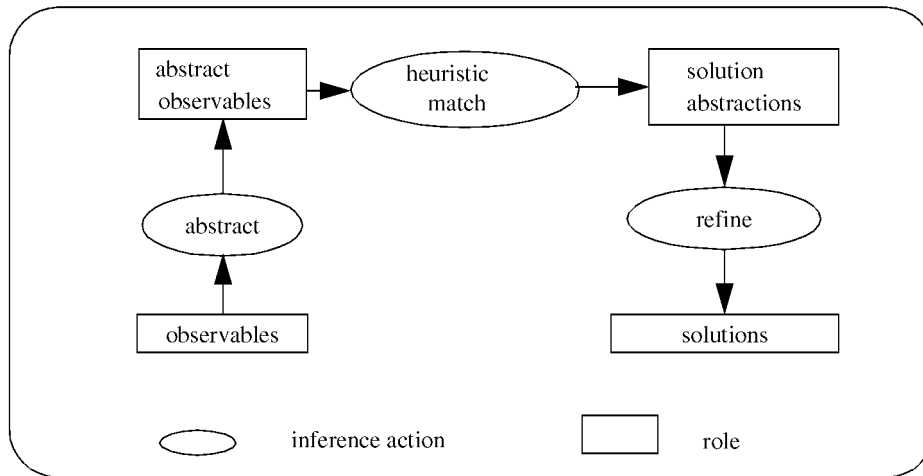 abstract
observables
heuristic
match
solution
abstractions
abstract
refine
observables
solutions
inference action
role